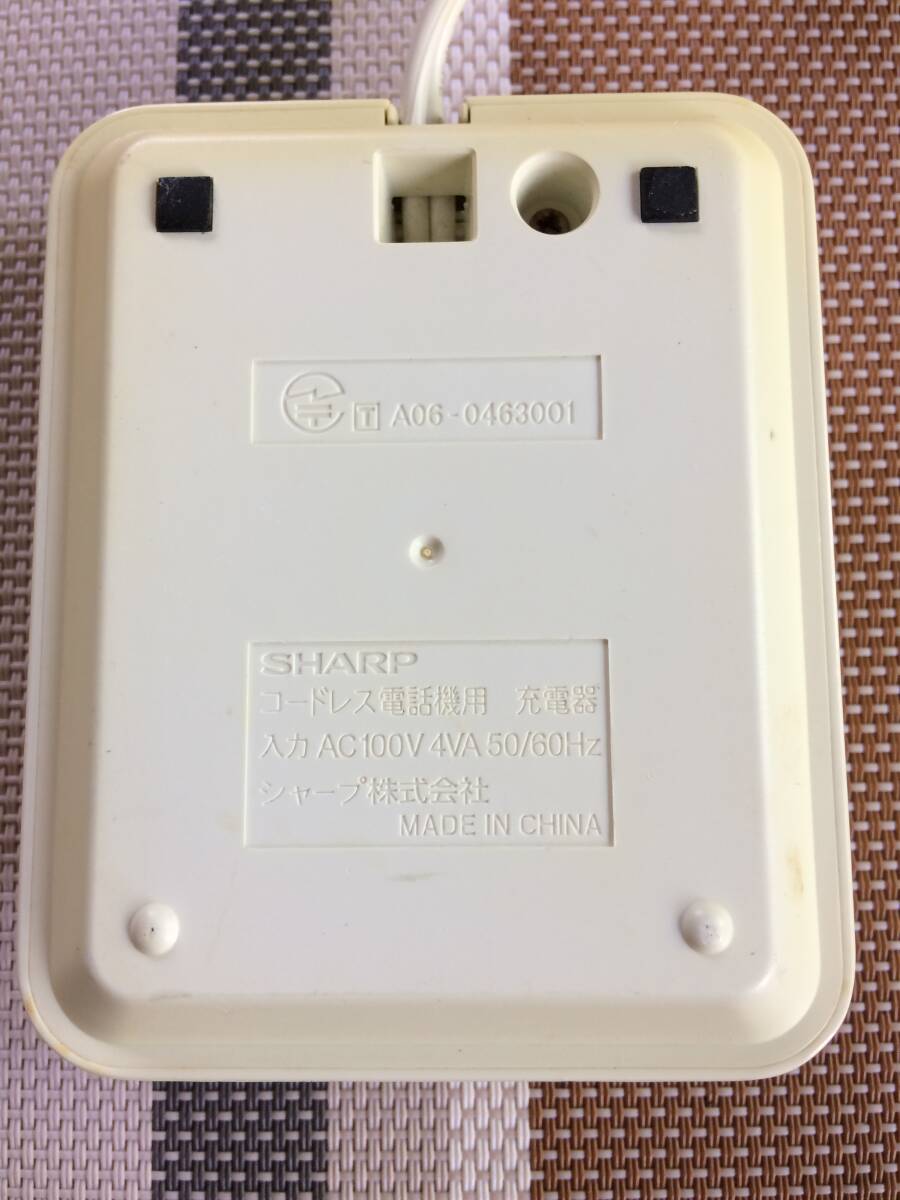 T A06-0463001
SHARP
コードレス電話機用 充電器
入力 AC100V 4VA 50/60Hz
シャープ株式会社
MADE IN CHINA